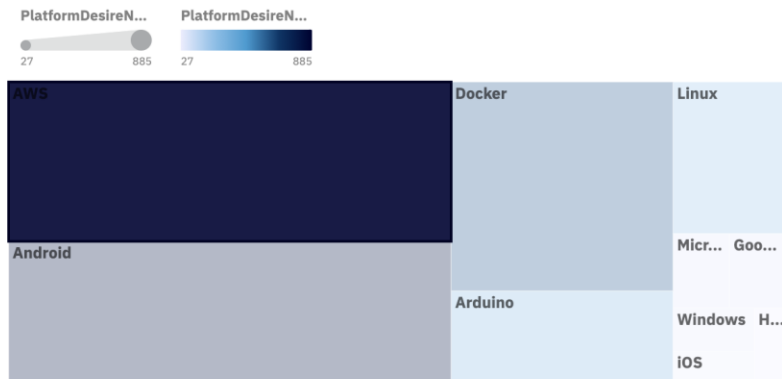 PlatformDesireN... PlatformDesireN...
27 885 27 885
AWS Docker Linux
Android Micr... Goo...
Arduino
Windows H...
iOS